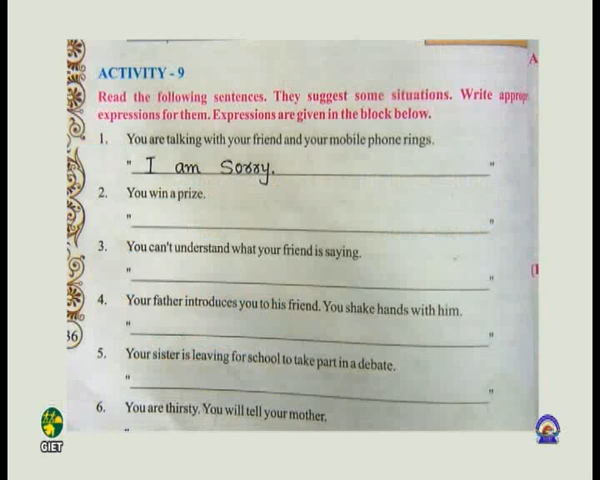 ACTIVITY - 9
Read the following sentences. They suggest some situations. Write
expressions for them. Expressions are given in the block below.
1. You are talking with your friend and your mobile phone rings.
" I am Sorry. "
2. You win a prize.
" "
3. You can't understand what your friend is saying.
" "
4. Your father introduces you to his friend. You shake hands with him.
" "
36
5. Your sister is leaving for school to take part in a debate.
" "
6. You are thirsty. You will tell your mother.
"
GIET